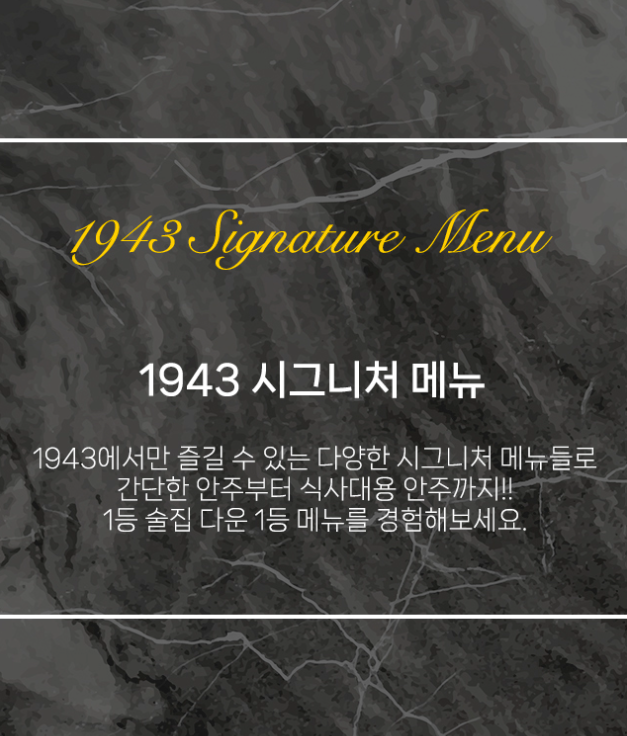 1943 Signature Menu
1943 시그니처 메뉴
1943에서만 즐길 수 있는 다양한 시그니처 메뉴들로
간단한 안주부터 식사대용 안주까지!!
1등 술집 다운 1등 메뉴를 경험해보세요.